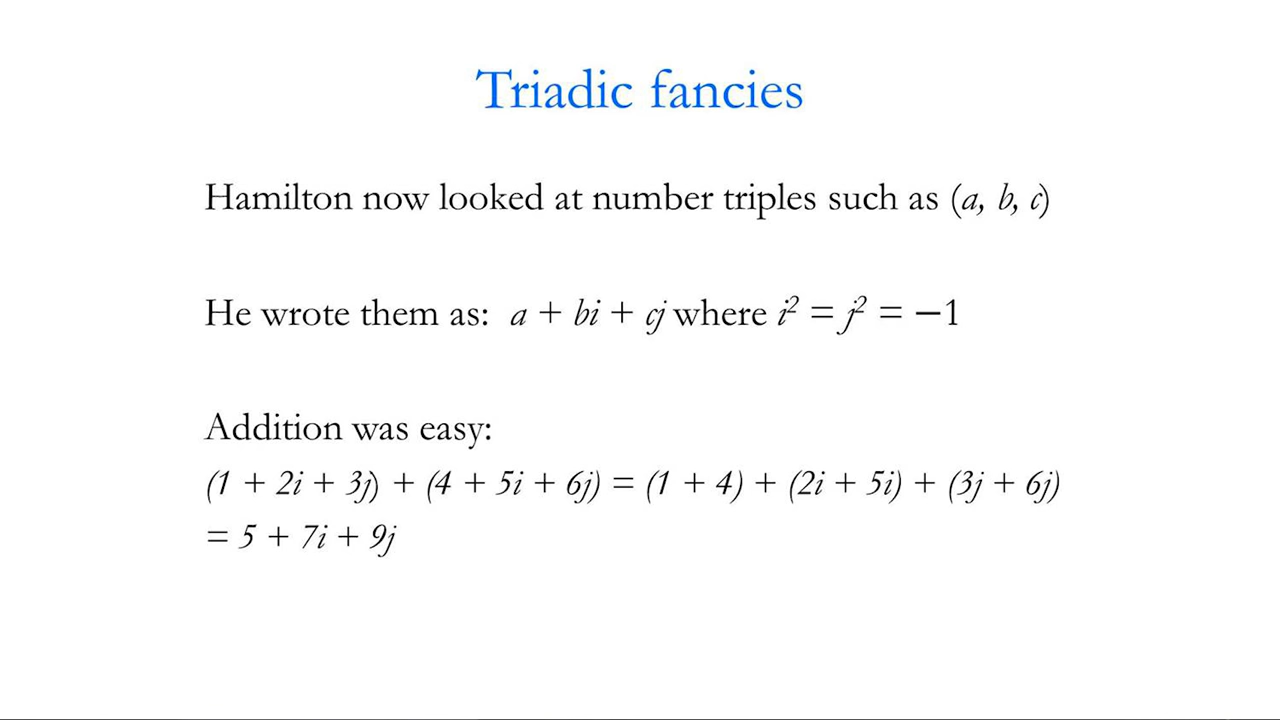 Triadic fancies
Hamilton now looked at number triples such as (a, b, c)
He wrote them as: a + bi + cj where i² = j² = −1
Addition was easy:
(1 + 2i + 3j) + (4 + 5i + 6j) = (1 + 4) + (2i + 5i) + (3j + 6j)
= 5 + 7i + 9j